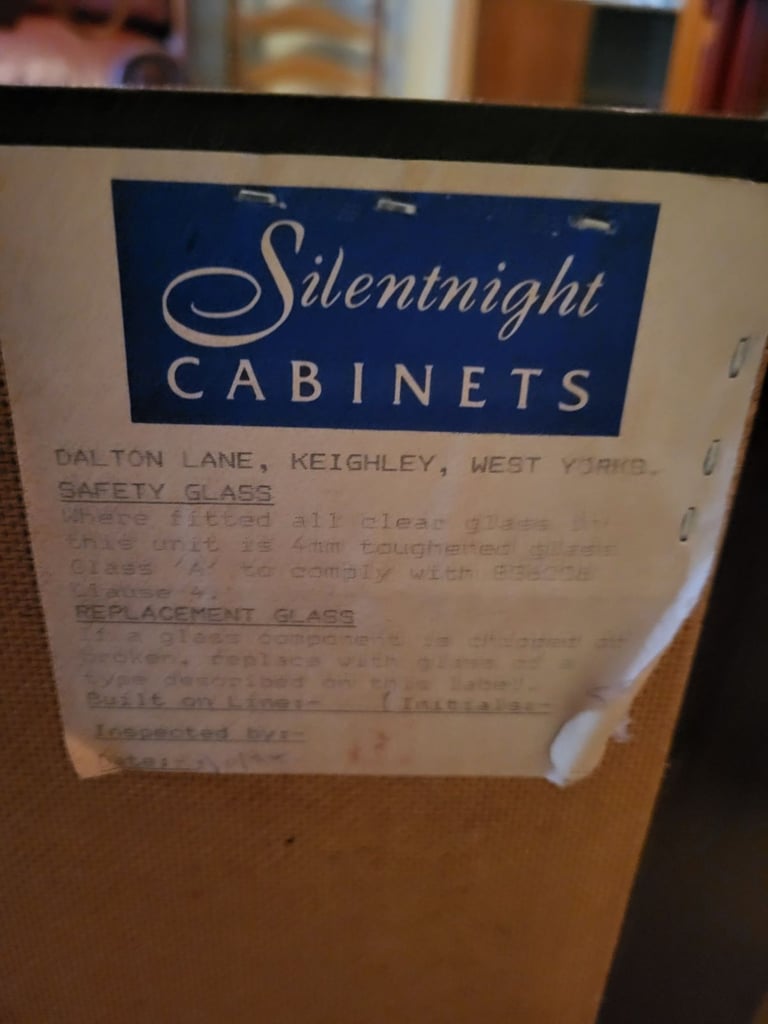 Silentnight
CABINETS
DALTON LANE, KEIGHLEY, WEST YORKS.
SAFETY GLASS
Where fitted all clear glass in
this unit is 4mm toughened glass
Class 'A' to comply with BS6206
Clause 4.
REPLACEMENT GLASS
If a glass component is chipped or
broken, replace with glass of a
type described on this label.
Built on Line:- ( Initials:-
Inspected by:-
Date:-